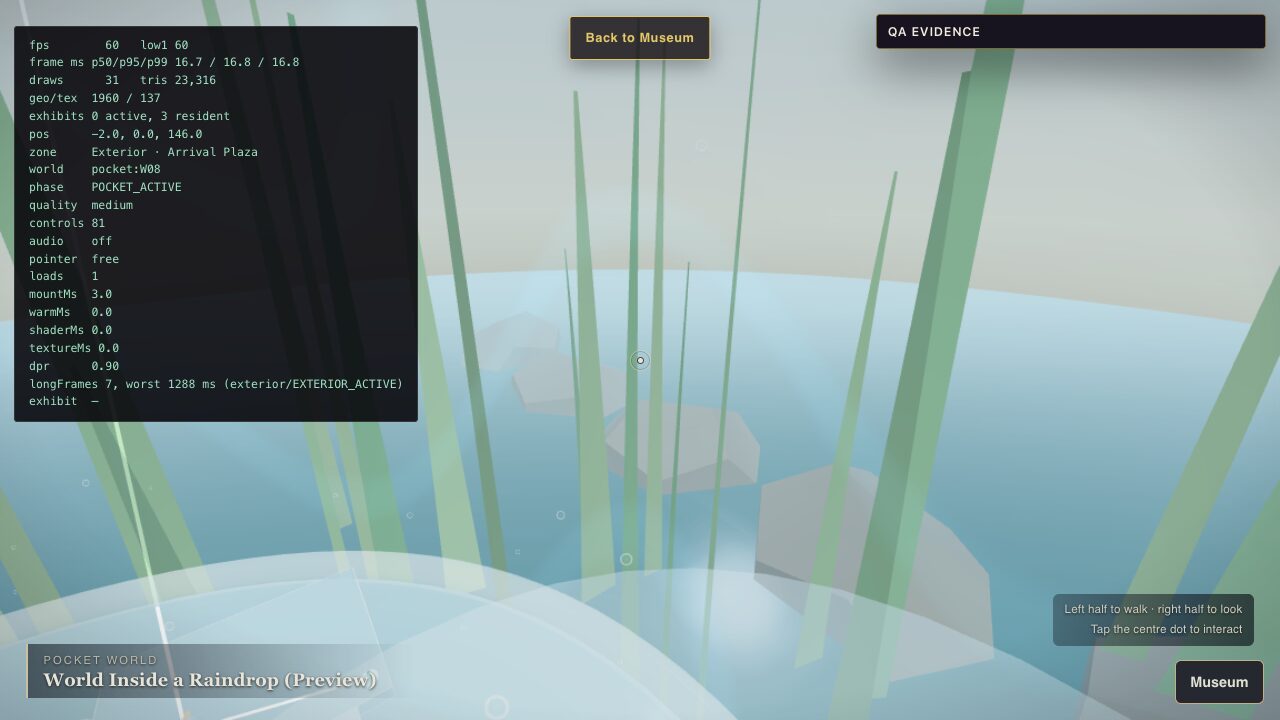 fps 60 low1 60
frame ms p50/p95/p99 16.7 / 16.8 / 16.8
draws 31 tris 23,316
geo/tex 1960 / 137
exhibits 0 active, 3 resident
pos −2.0, 0.0, 146.0
zone Exterior · Arrival Plaza
world pocket:W08
phase POCKET_ACTIVE
quality medium
controls 81
audio off
pointer free
loads 1
mountMs 3.0
warmMs 0.0
shaderMs 0.0
textureMs 0.0
dpr 0.90
longFrames 7, worst 1288 ms (exterior/EXTERIOR_ACTIVE)
exhibit —
Back to Museum
QA EVIDENCE
Left half to walk · right half to look
Tap the centre dot to interact
POCKET WORLD
World Inside a Raindrop (Preview)
Museum